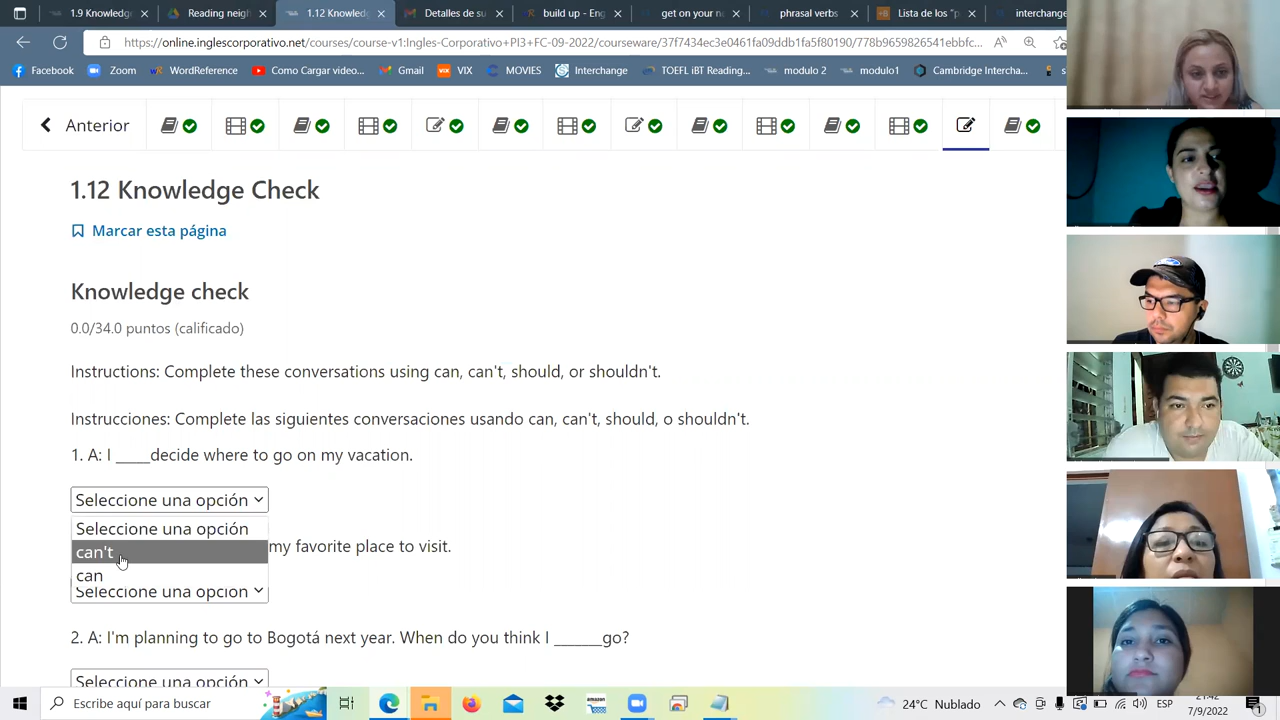 1.9 Knowledg
Reading neigh
1.12 Knowledg
Detalles de su
build up - Eng
get on your n
phrasal verbs
Lista de los "p
interchange
https://online.inglescorporativo.net/courses/course-v1:Ingles-Corporativo+PI3+FC-09-2022/courseware/37f7434ec3e0461fa09ddb1fa5f80190/778b9659826541ebbfc...
Facebook
Zoom
WordReference
Como Cargar video...
Gmail
VIX
MOVIES
Interchange
TOEFL iBT Reading...
modulo 2
modulo1
Cambridge Intercha...
Anterior
1.12 Knowledge Check
Marcar esta página
Knowledge check
0.0/34.0 puntos (calificado)
Instructions: Complete these conversations using can, can't, should, or shouldn't.
Instrucciones: Complete las siguientes conversaciones usando can, can't, should, o shouldn't.
1. A: I _____decide where to go on my vacation.
Seleccione una opción
Seleccione una opción
can't
my favorite place to visit.
can
Seleccione una opción
2. A: I'm planning to go to Bogotá next year. When do you think I ______go?
Seleccione una opción
Escribe aquí para buscar
24°C Nublado
ESP
21:42
7/9/2022